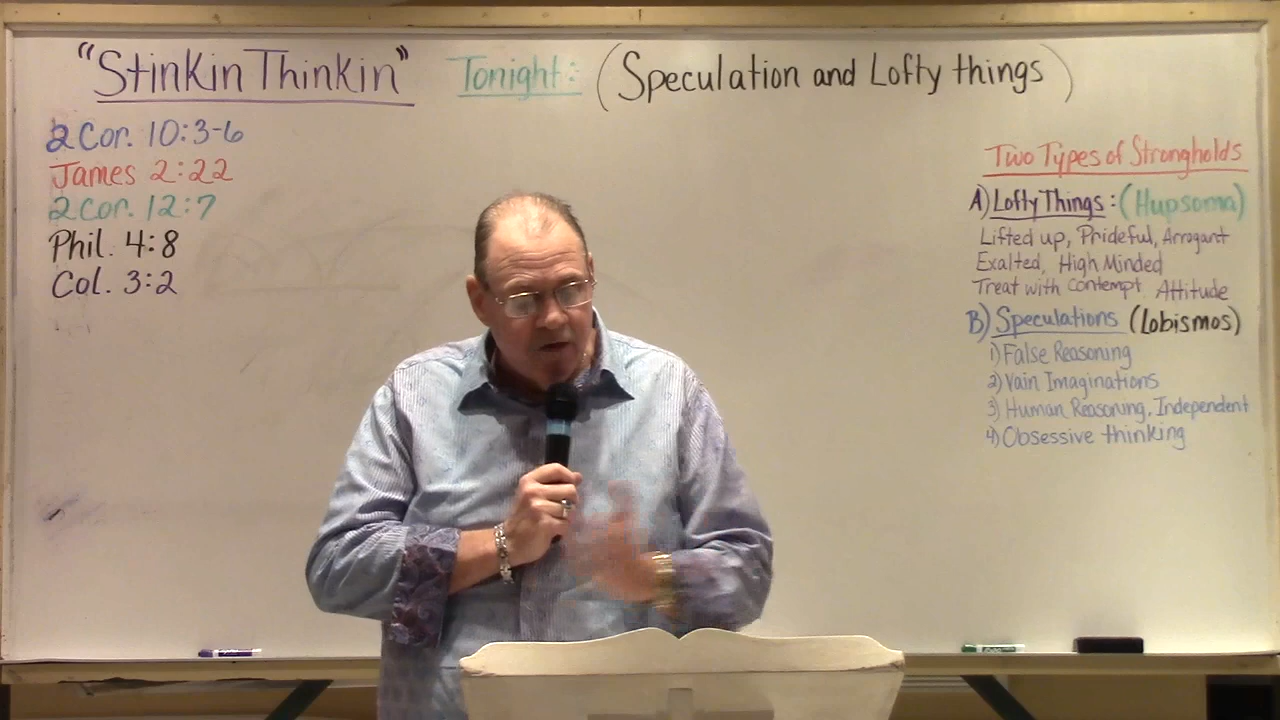 "Stinkin Thinkin" Tonight: (Speculation and Lofty things)
2 Cor. 10:3-6
James 2:22
2 Cor. 12:7
Phil. 4:8
Col. 3:2
Two Types of Strongholds
A) Lofty Things: (Hupsoma)
Lifted up, Prideful, Arrogant
Exalted, High Minded
Treat with contempt Attitude
B) Speculations (Lobismos)
1) False Reasoning
2) Vain Imaginations
3) Human Reasoning, Independent
4) Obsessive thinking